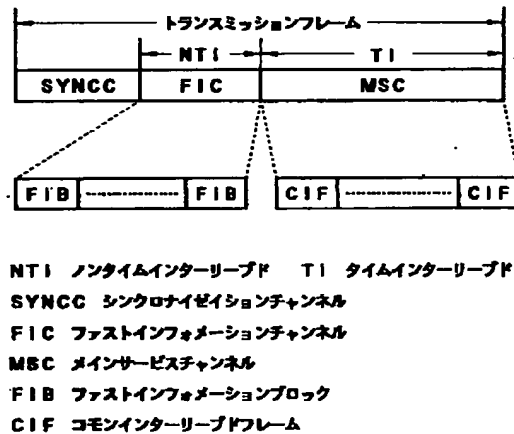 トランスミッションフレーム
NTI TI
SYNCC FIC MSC
FIB FIB CIF CIF
NTI ノンタイムインターリーブド TI タイムインターリーブド
SYNCC シンクロナイゼイションチャンネル
FIC ファストインフォメーションチャンネル
MSC メインサービスチャンネル
FIB ファストインフォメーションブロック
CIF コモンインターリーブドフレーム